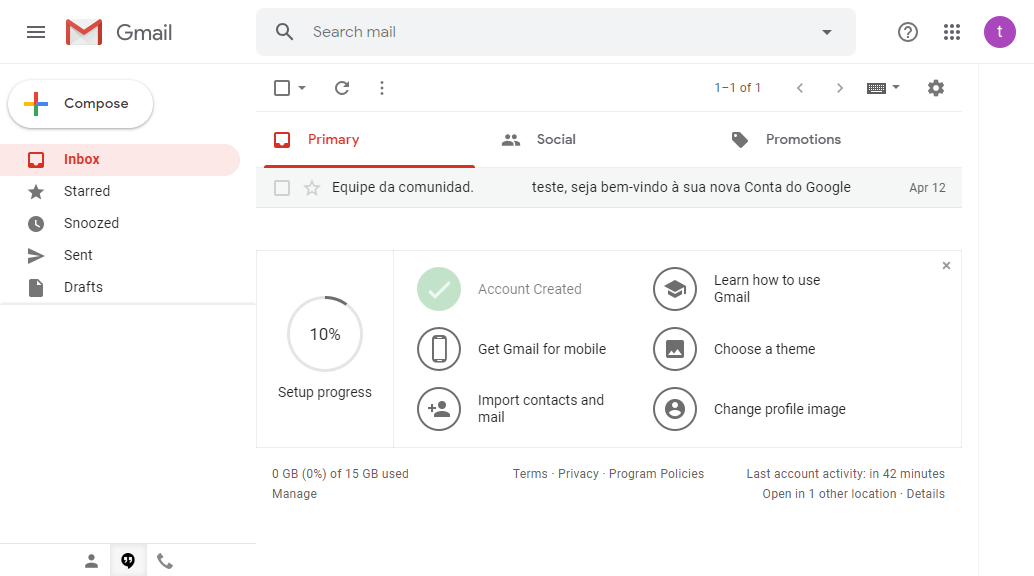 Gmail
Search mail
t
Compose
1–1 of 1
Primary
Social
Promotions
Inbox
Starred
Snoozed
Sent
Drafts
Equipe da comunidad. teste, seja bem-vindo à sua nova Conta do Google Apr 12
10%
Setup progress
Account Created
Learn how to use
Gmail
Get Gmail for mobile
Choose a theme
Import contacts and
mail
Change profile image
0 GB (0%) of 15 GB used
Manage
Terms · Privacy · Program Policies
Last account activity: in 42 minutes
Open in 1 other location · Details